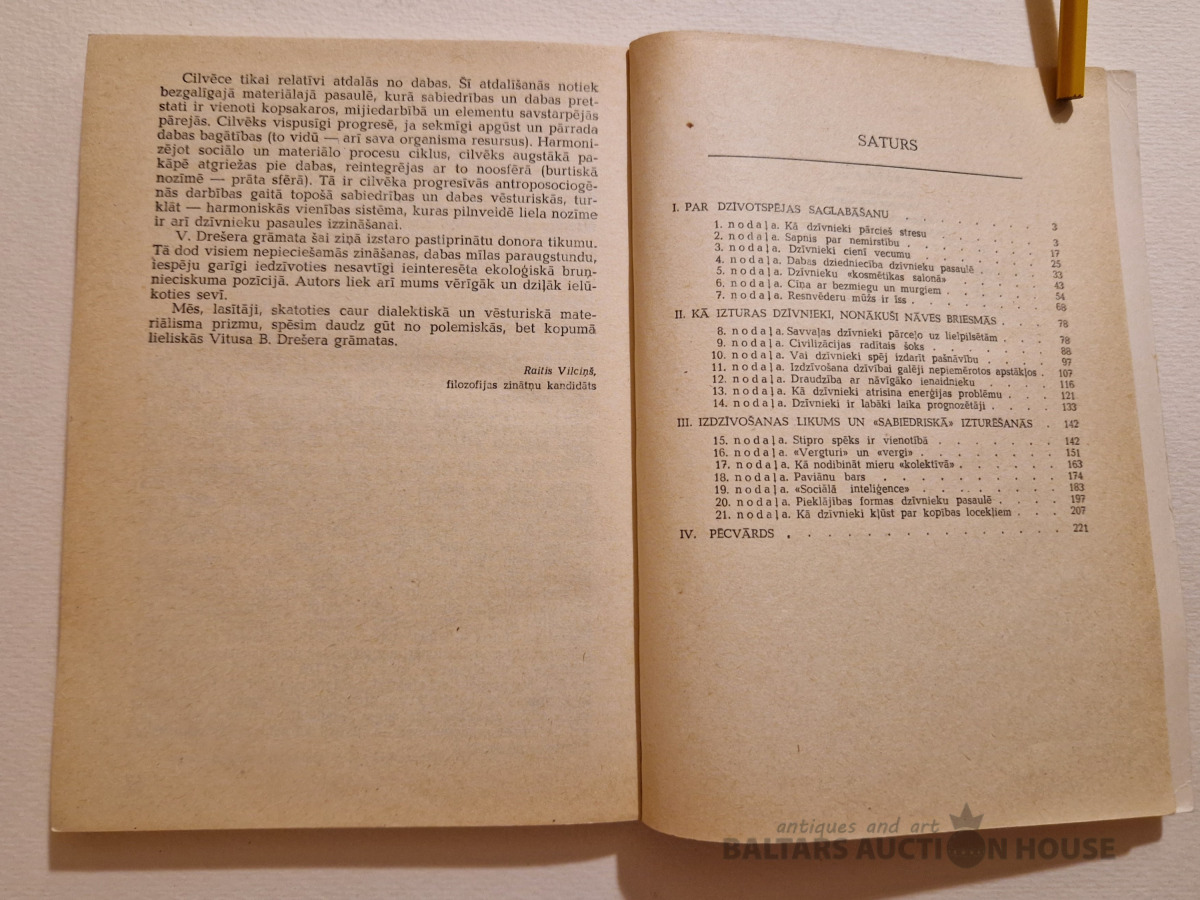 Cilvēce tikai relatīvi atdalās no dabas. Šī atdalīšanās notiek
bezgalīgajā materiālajā pasaulē, kurā sabiedrības un dabas pret-
stati ir vienoti kopsakaros, mijiedarbībā un elementu savstarpējās
pārejās. Cilvēks vispusīgi progresē, ja sekmīgi apgūst un pārrada
dabas bagātības (to vidū — arī sava organisma resursus). Harmoni-
zējot sociālo un materiālo procesu ciklus, cilvēks augstākā pa-
kāpē atgriežas pie dabas, reintegrējas ar to noosfērā (burtiskā
nozīmē — prāta sfērā). Tā ir cilvēka progresīvās antroposociogē-
nās darbības gaitā topošā sabiedrības un dabas vēsturiskās, tur-
klāt — harmoniskās vienības sistēma, kuras pilnveidē liela nozīme
ir arī dzīvnieku pasaules izzināšanai.
V. Drešera grāmata šai ziņā izstaro pastiprinātu donora tikumu.
Tā dod visiem nepieciešamās zināšanas, dabas mīlas paraugstundu,
iespēju garīgi iedzīvoties nesavtīgi ieinteresēta ekoloģiskā bruņ-
nieciskuma pozīcijā. Autors liek arī mums vērīgāk un dziļāk ielū-
koties sevī.
Mēs, lasītāji, skatoties caur dialektiskā un vēsturiskā mate-
riālisma prizmu, spēsim daudz gūt no polemiskās, bet kopumā
lieliskās Vitusa B. Drešera grāmatas.
Raitis Vilciņš,
filozofijas zinātņu kandidāts
SATURS
I. PAR DZĪVOTSPĒJAS SAGLABĀŠANU . . . . . . 3
1. nodaļa. Kā dzīvnieki pārcieš stresu . . . . . . 3
2. nodaļa. Sapnis par nemirstību . . . . . . 17
3. nodaļa. Dzīvnieki cienī vecumu . . . . . . 25
4. nodaļa. Dabas dziedniecība dzīvnieku pasaulē . . . . 33
5. nodaļa. Dzīvnieku «kosmētikas salonā» . . . . . 43
6. nodaļa. Cīņa ar bezmiegu un murgiem . . . . . 54
7. nodaļa. Resnvēderu mūžs ir īss . . . . . . 68
II. KĀ IZTURAS DZĪVNIEKI, NONĀKUŠI NĀVES BRIESMĀS . . . 78
8. nodaļa. Savvaļas dzīvnieki pārceļo uz lielpilsētām . . . 78
9. nodaļa. Civilizācijas radītais šoks . . . . . . 88
10. nodaļa. Vai dzīvnieki spēj izdarīt pašnāvību . . . . 97
11. nodaļa. Izdzīvošana dzīvībai galēji nepiemērotos apstākļos . 107
12. nodaļa. Draudzība ar nāvīgāko ienaidnieku . . . . 116
13. nodaļa. Kā dzīvnieki atrisina enerģijas problēmu . . . 121
14. nodaļa. Dzīvnieki ir labāki laika prognozētāji . . . . 133
III. IZDZĪVOŠANAS LIKUMS UN «SABIEDRISKĀ» IZTURĒŠANĀS . 142
15. nodaļa. Stipro spēks ir vienotībā . . . . . . 142
16. nodaļa. «Vergturi» un «vergi» . . . . . . . 151
17. nodaļa. Kā nodibināt mieru «kolektīvā» . . . . . 163
18. nodaļa. Paviānu bars . . . . . . . . 174
19. nodaļa. «Sociālā inteliģence» . . . . . . . 183
20. nodaļa. Pieklājības formas dzīvnieku pasaulē . . . . 197
21. nodaļa. Kā dzīvnieki kļūst par kopības locekļiem . . . 207
IV. PĒCVĀRDS . . . . . . . . . . . 221
antiques and art
BALTARS AUCTION HOUSE